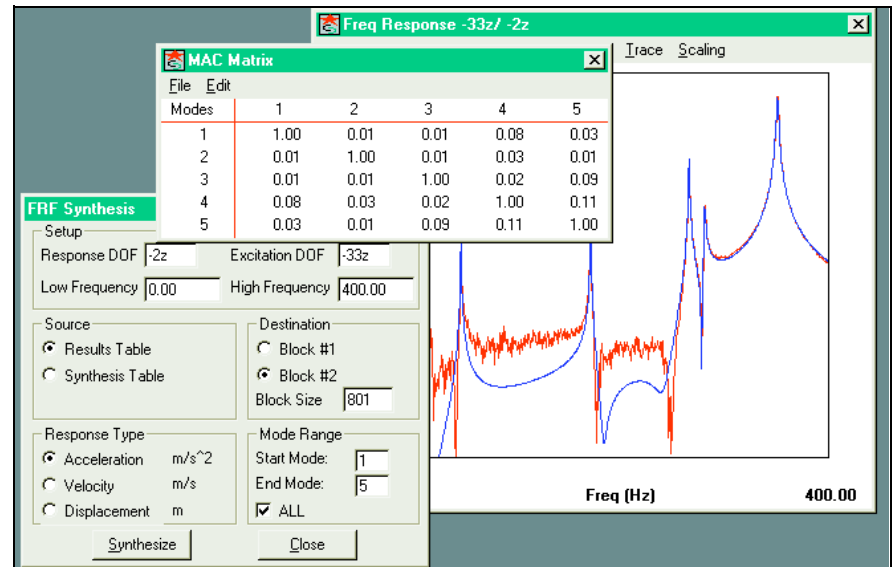 Freq Response -33z/ -2z
Trace Scaling
MAC Matrix
File Edit
Modes 1 2 3 4 5
1 1.00 0.01 0.01 0.08 0.03
2 0.01 1.00 0.01 0.03 0.01
3 0.01 0.01 1.00 0.02 0.09
4 0.08 0.03 0.02 1.00 0.11
5 0.03 0.01 0.09 0.11 1.00
FRF Synthesis
Setup
Response DOF -2z Excitation DOF -33z
Low Frequency 0.00 High Frequency 400.00
Source
Results Table
Synthesis Table
Destination
Block #1
Block #2
Block Size 801
Response Type
Acceleration m/s^2
Velocity m/s
Displacement m
Mode Range
Start Mode: 1
End Mode: 5
ALL
Synthesize Close
Freq (Hz) 400.00